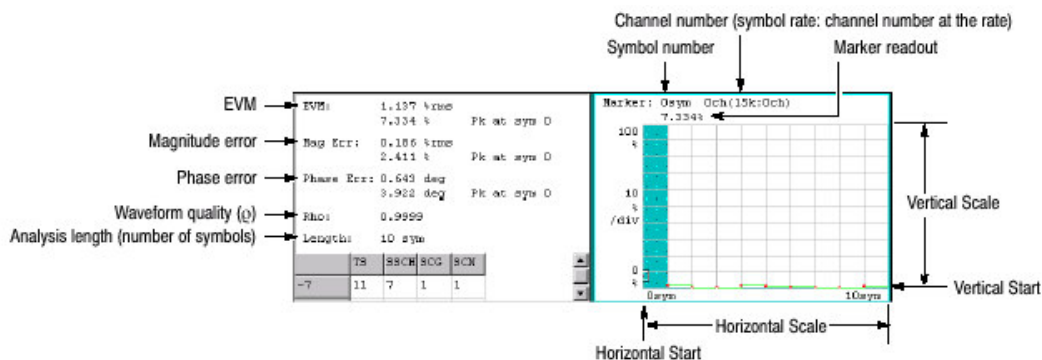 Channel number (symbol rate: channel number at the rate)
Symbol number
Marker readout
EVM
Magnitude error
Phase error
Waveform quality (ρ)
Analysis length (number of symbols)
EVM: 1.137 %rms
7.334 % Pk at sym 0
Mag Err: 0.186 %rms
2.411 % Pk at sym 0
Phase Err: 0.643 deg
3.922 deg Pk at sym 0
Rho: 0.9999
Length: 10 sym
TS SSCH SCG SCN
-7 11 7 1 1
Marker: 0sym 0ch(15k:0ch)
7.334%
100
%
10
%
/div
0
%
0sym 10sym
Vertical Scale
Vertical Start
Horizontal Scale
Horizontal Start